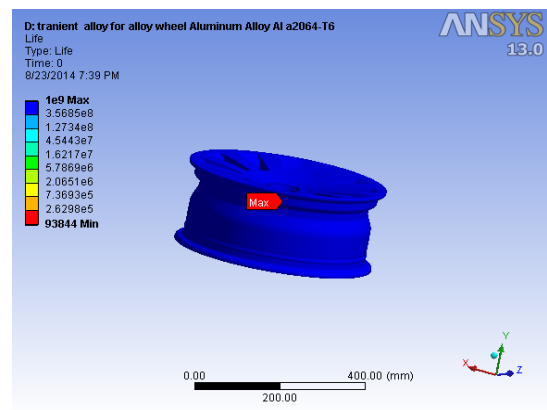 D: tranient alloy for alloy wheel Aluminum Alloy Al a2064-T6
Life
Type: Life
Time: 0
8/23/2014 7:39 PM
ANSYS
13.0
1e9 Max
3.5685e8
1.2734e8
4.5443e7
1.6217e7
5.7869e6
2.0651e6
7.3693e5
2.6298e5
93844 Min
Max
Y
X
Z
0.00
400.00 (mm)
200.00